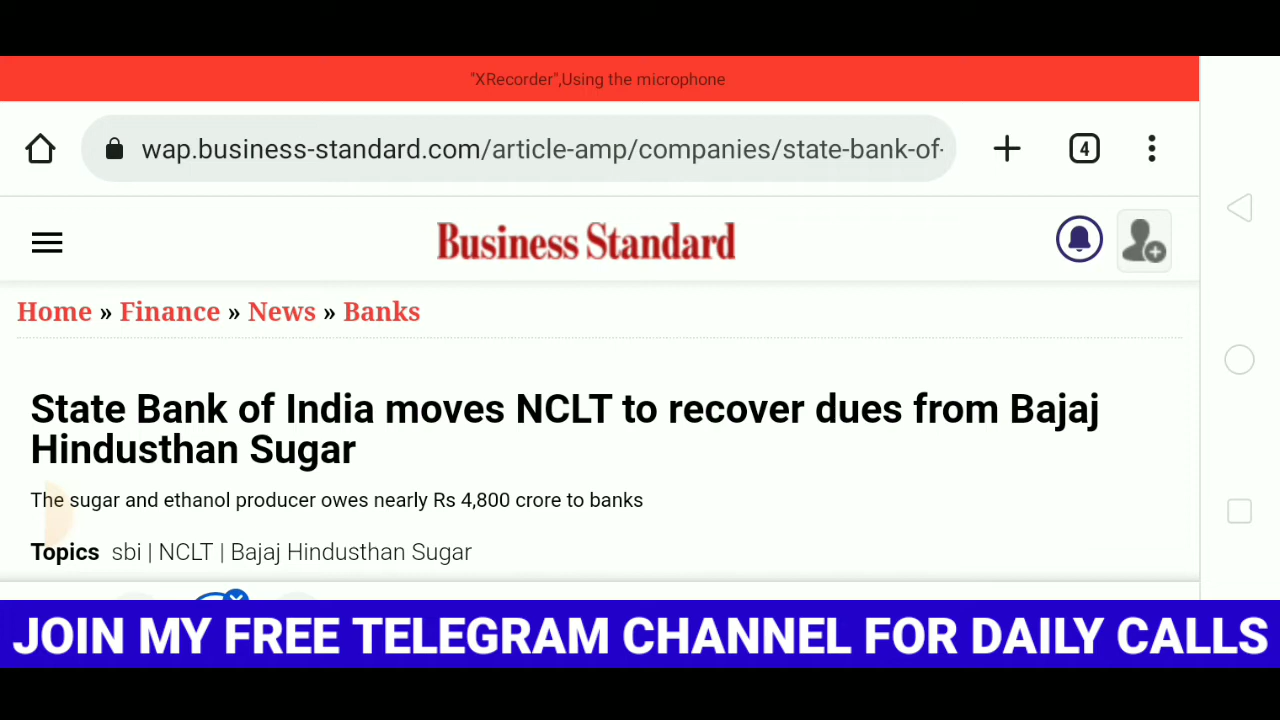 "XRecorder",Using the microphone
wap.business-standard.com/article-amp/companies/state-bank-of-
4
Business Standard
Home » Finance » News » Banks
State Bank of India moves NCLT to recover dues from Bajaj
Hindusthan Sugar
The sugar and ethanol producer owes nearly Rs 4,800 crore to banks
Topics sbi | NCLT | Bajaj Hindusthan Sugar
JOIN MY FREE TELEGRAM CHANNEL FOR DAILY CALLS